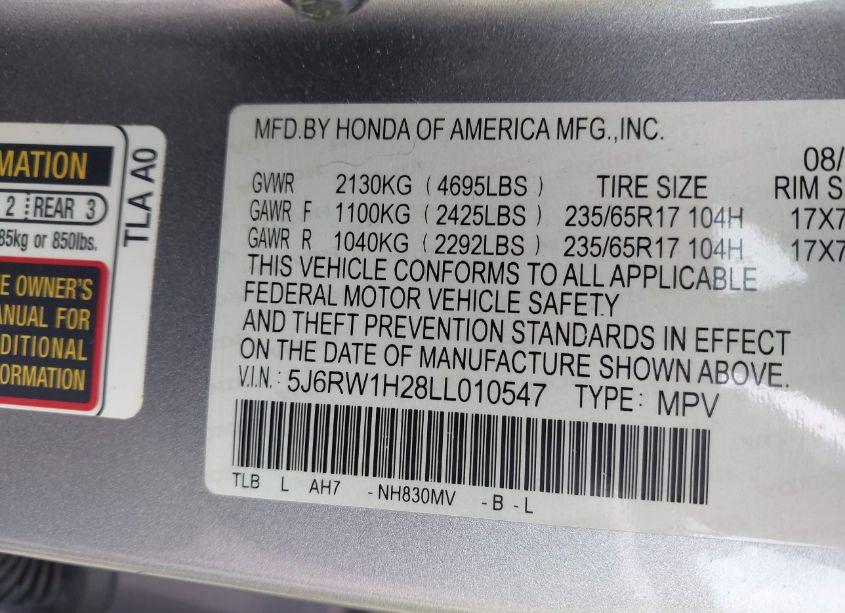 MATION
2 REAR 3
85kg or 850lbs.
E OWNER'S
ANUAL FOR
DITIONAL
FORMATION
TLA A0
MFD.BY HONDA OF AMERICA MFG.,INC.
08/
GVWR 2130KG ( 4695LBS ) TIRE SIZE RIM S
GAWR F 1100KG ( 2425LBS ) 235/65R17 104H 17X7
GAWR R 1040KG ( 2292LBS ) 235/65R17 104H 17X7
THIS VEHICLE CONFORMS TO ALL APPLICABLE
FEDERAL MOTOR VEHICLE SAFETY
AND THEFT PREVENTION STANDARDS IN EFFECT
ON THE DATE OF MANUFACTURE SHOWN ABOVE.
V.I.N.: 5J6RW1H28LL010547 TYPE: MPV
TLB L AH7 -NH830MV -B-L